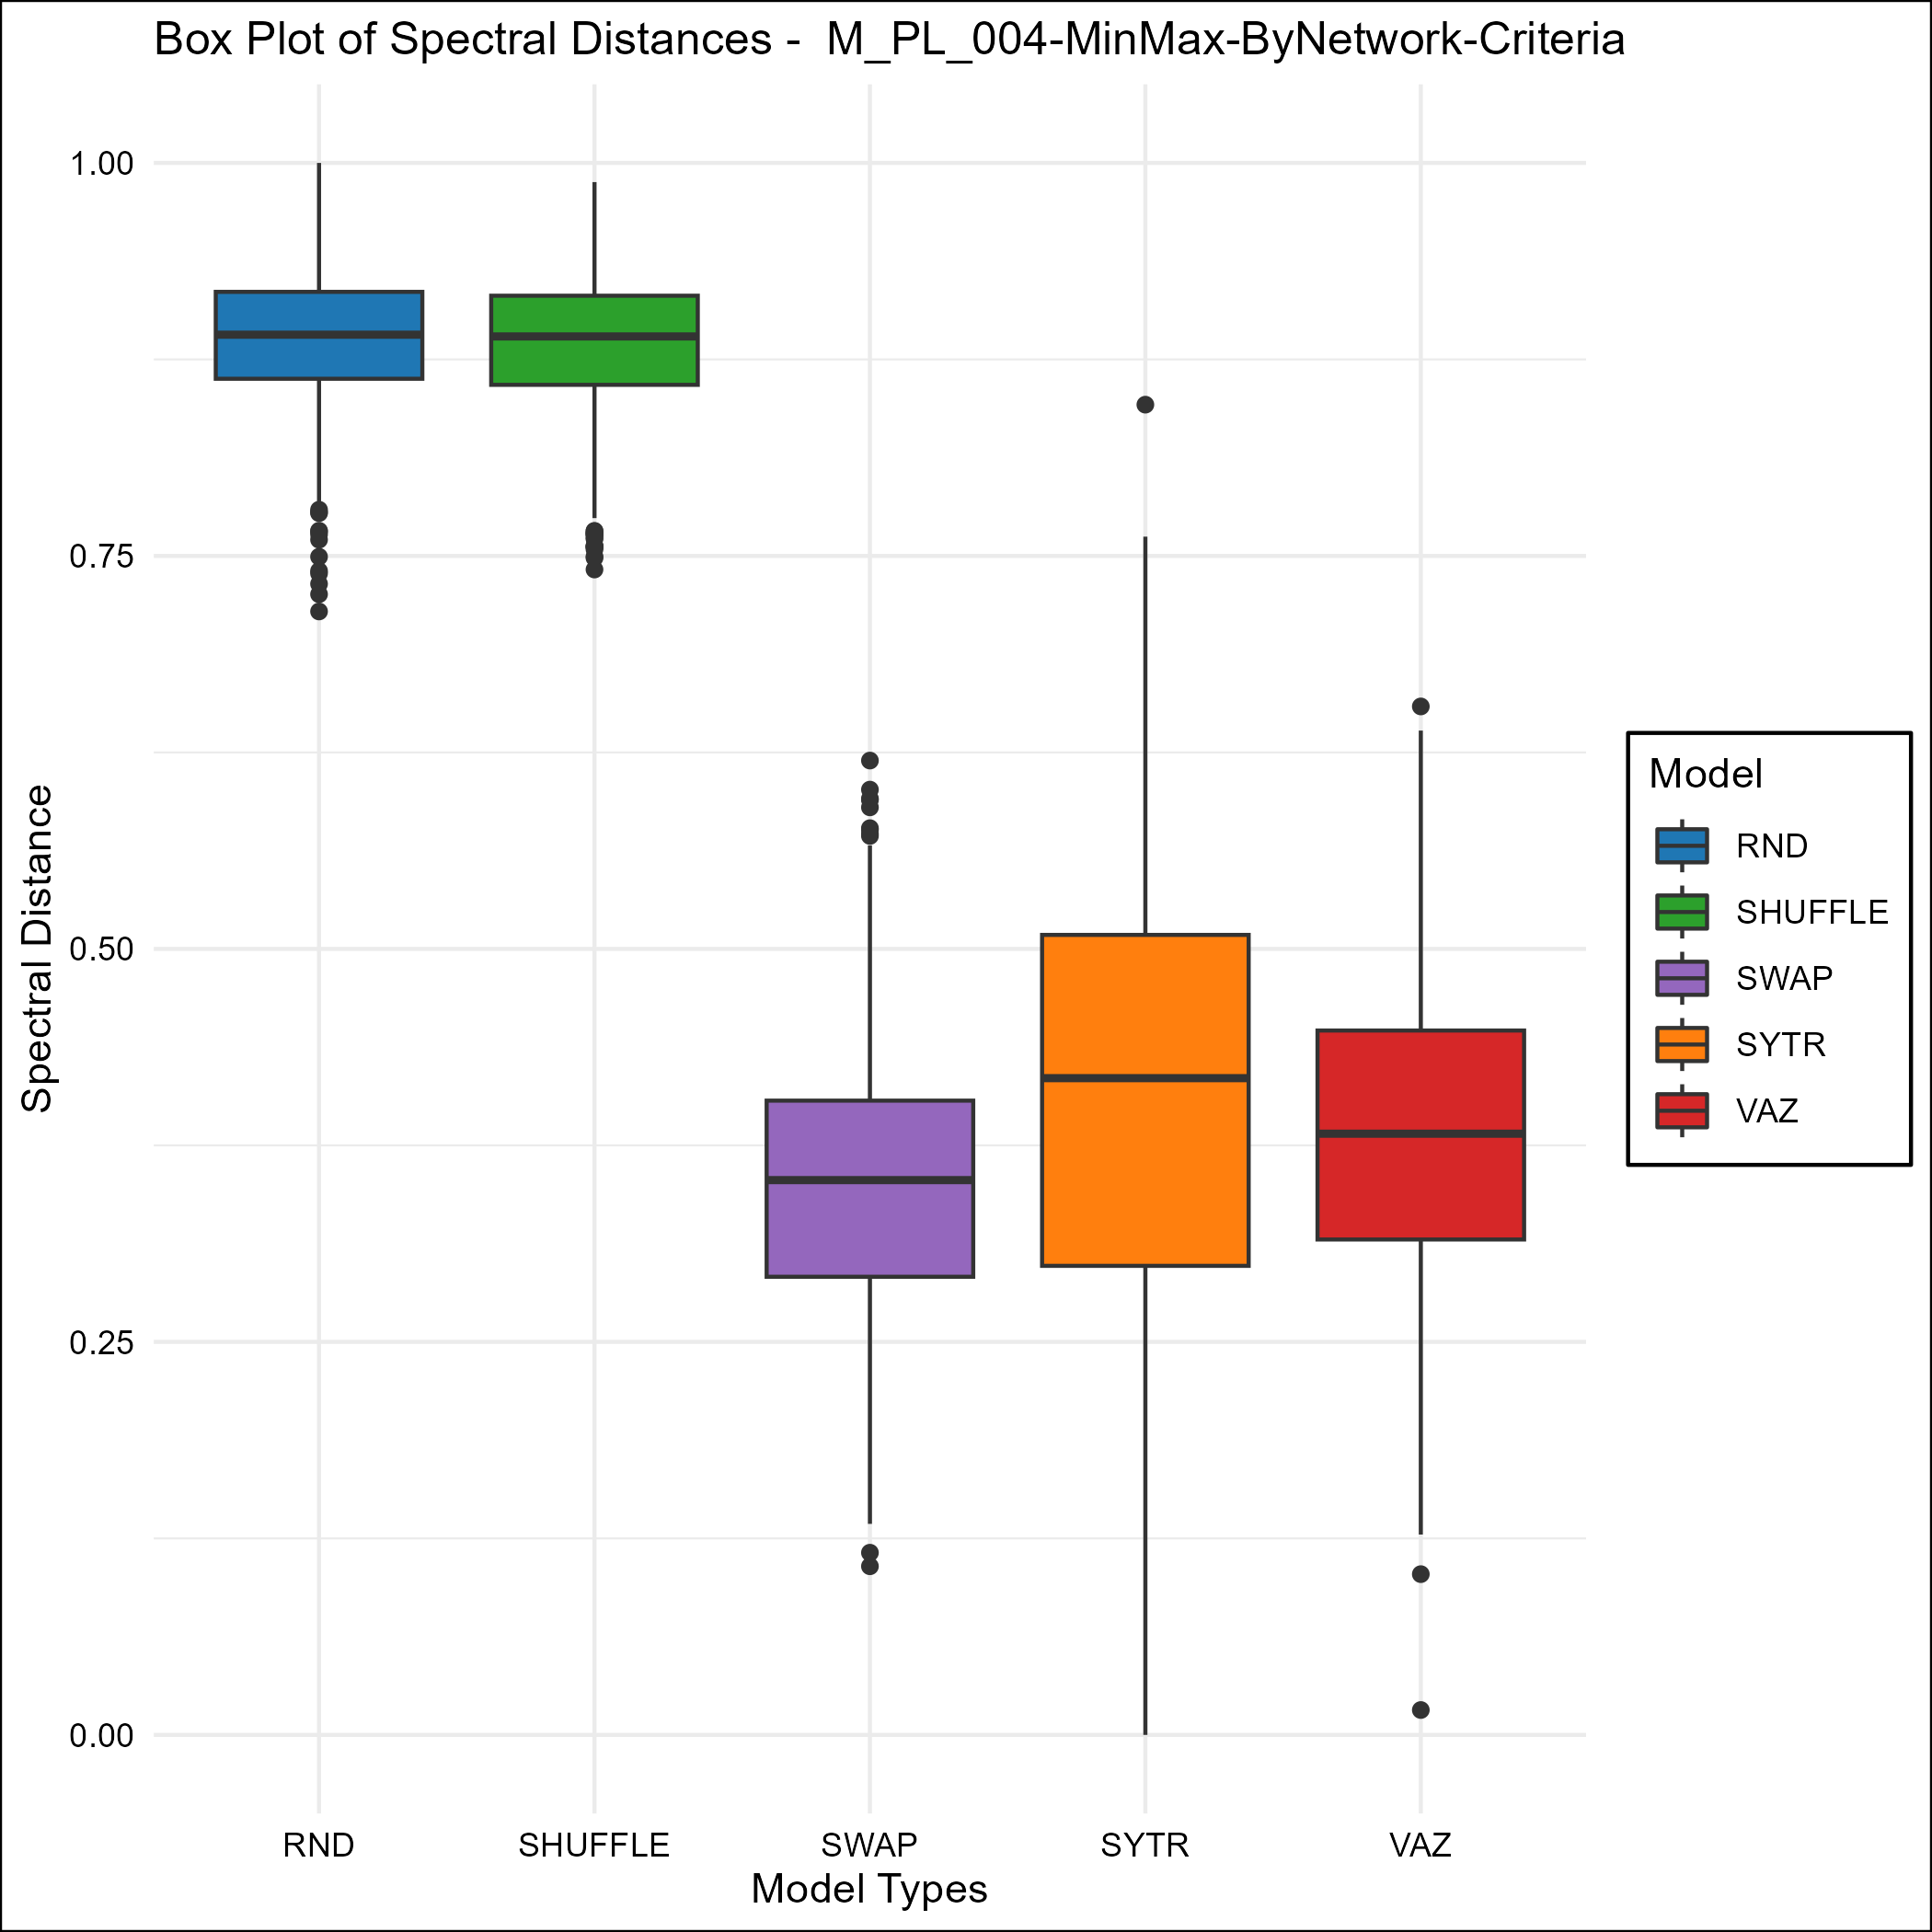 Box Plot of Spectral Distances -  M_PL_004-MinMax-ByNetwork-Criteria
Spectral Distance
1.00
0.75
0.50
0.25
0.00
RND
SHUFFLE
SWAP
SYTR
VAZ
Model Types
Model
RND
SHUFFLE
SWAP
SYTR
VAZ